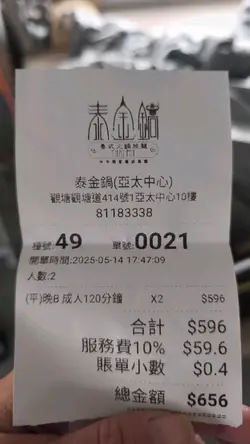 泰金鍋
泰式火鍋燒腩
泰金鍋(亞太中心)
觀塘觀塘道414號1亞太中心10樓
81183338
檯號:49 單號:0021
開單時間:2025-05-14 17:47:09
人數:2
(平)晚B 成人120分鐘 X2 $596
合計 $596
服務費10% $59.6
賬單小數 $0.4
總金額 $656